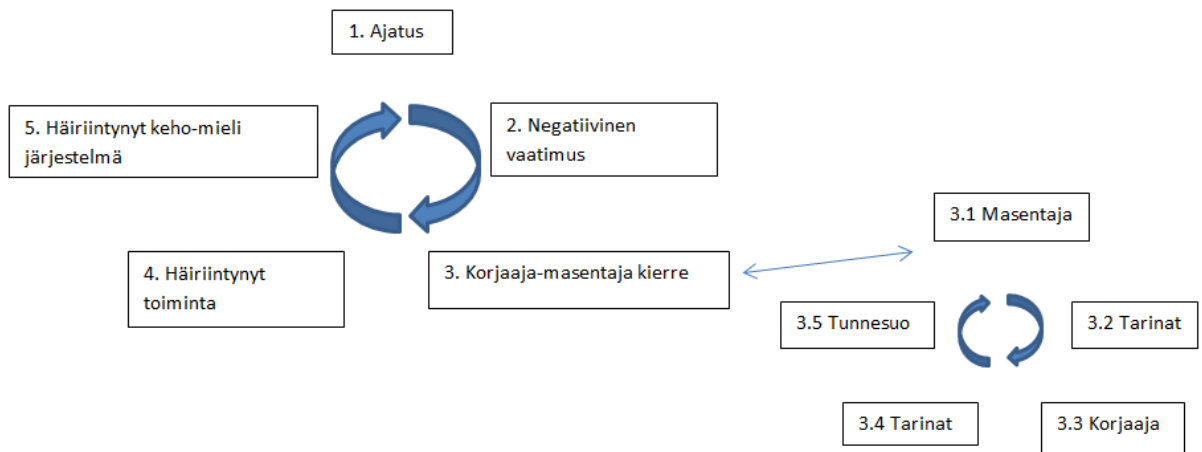 1. Ajatus
2. Negatiivinen
vaatimus
3. Korjaaja-masentaja kierre
4. Häiriintynyt
toiminta
5. Häiriintynyt keho-mieli
järjestelmä
3.1 Masentaja
3.2 Tarinat
3.3 Korjaaja
3.4 Tarinat
3.5 Tunnesuo